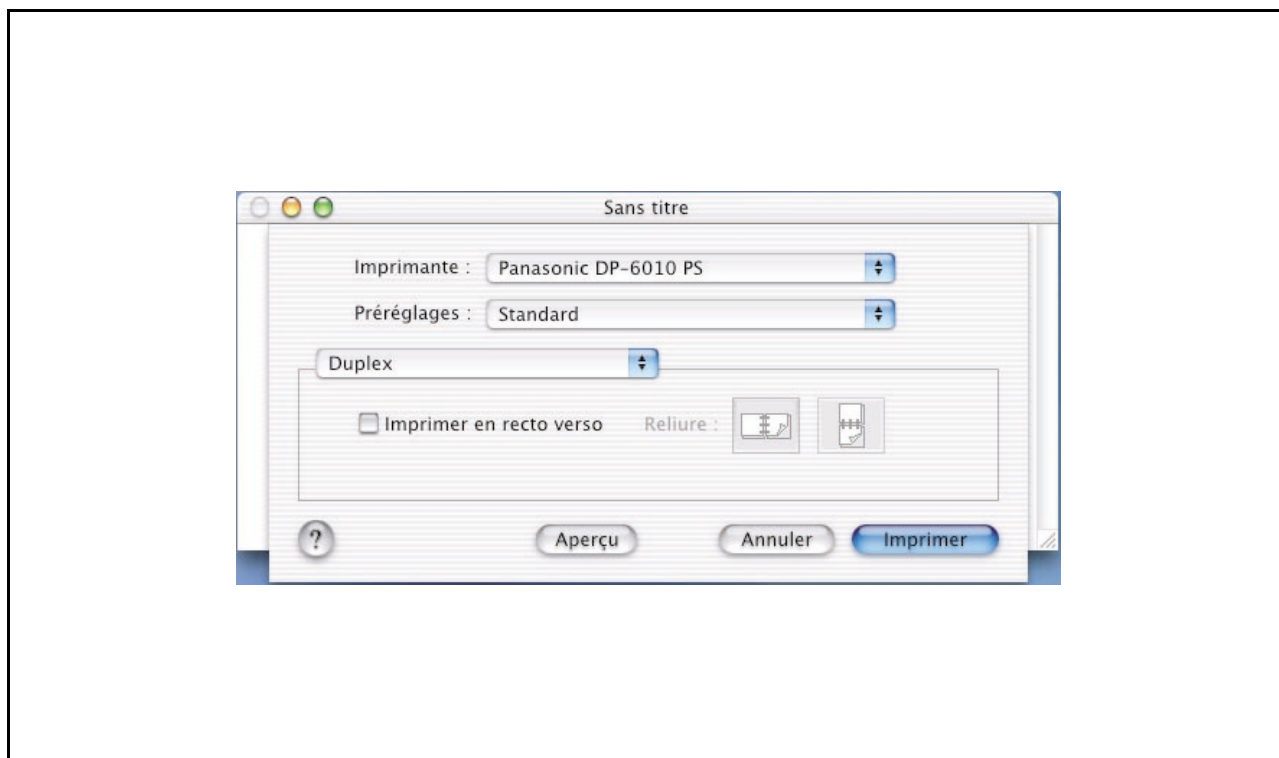 Sans titre
Imprimante : Panasonic DP-6010 PS
Préréglages : Standard
Duplex
Imprimer en recto verso Reliure :
? Aperçu Annuler Imprimer